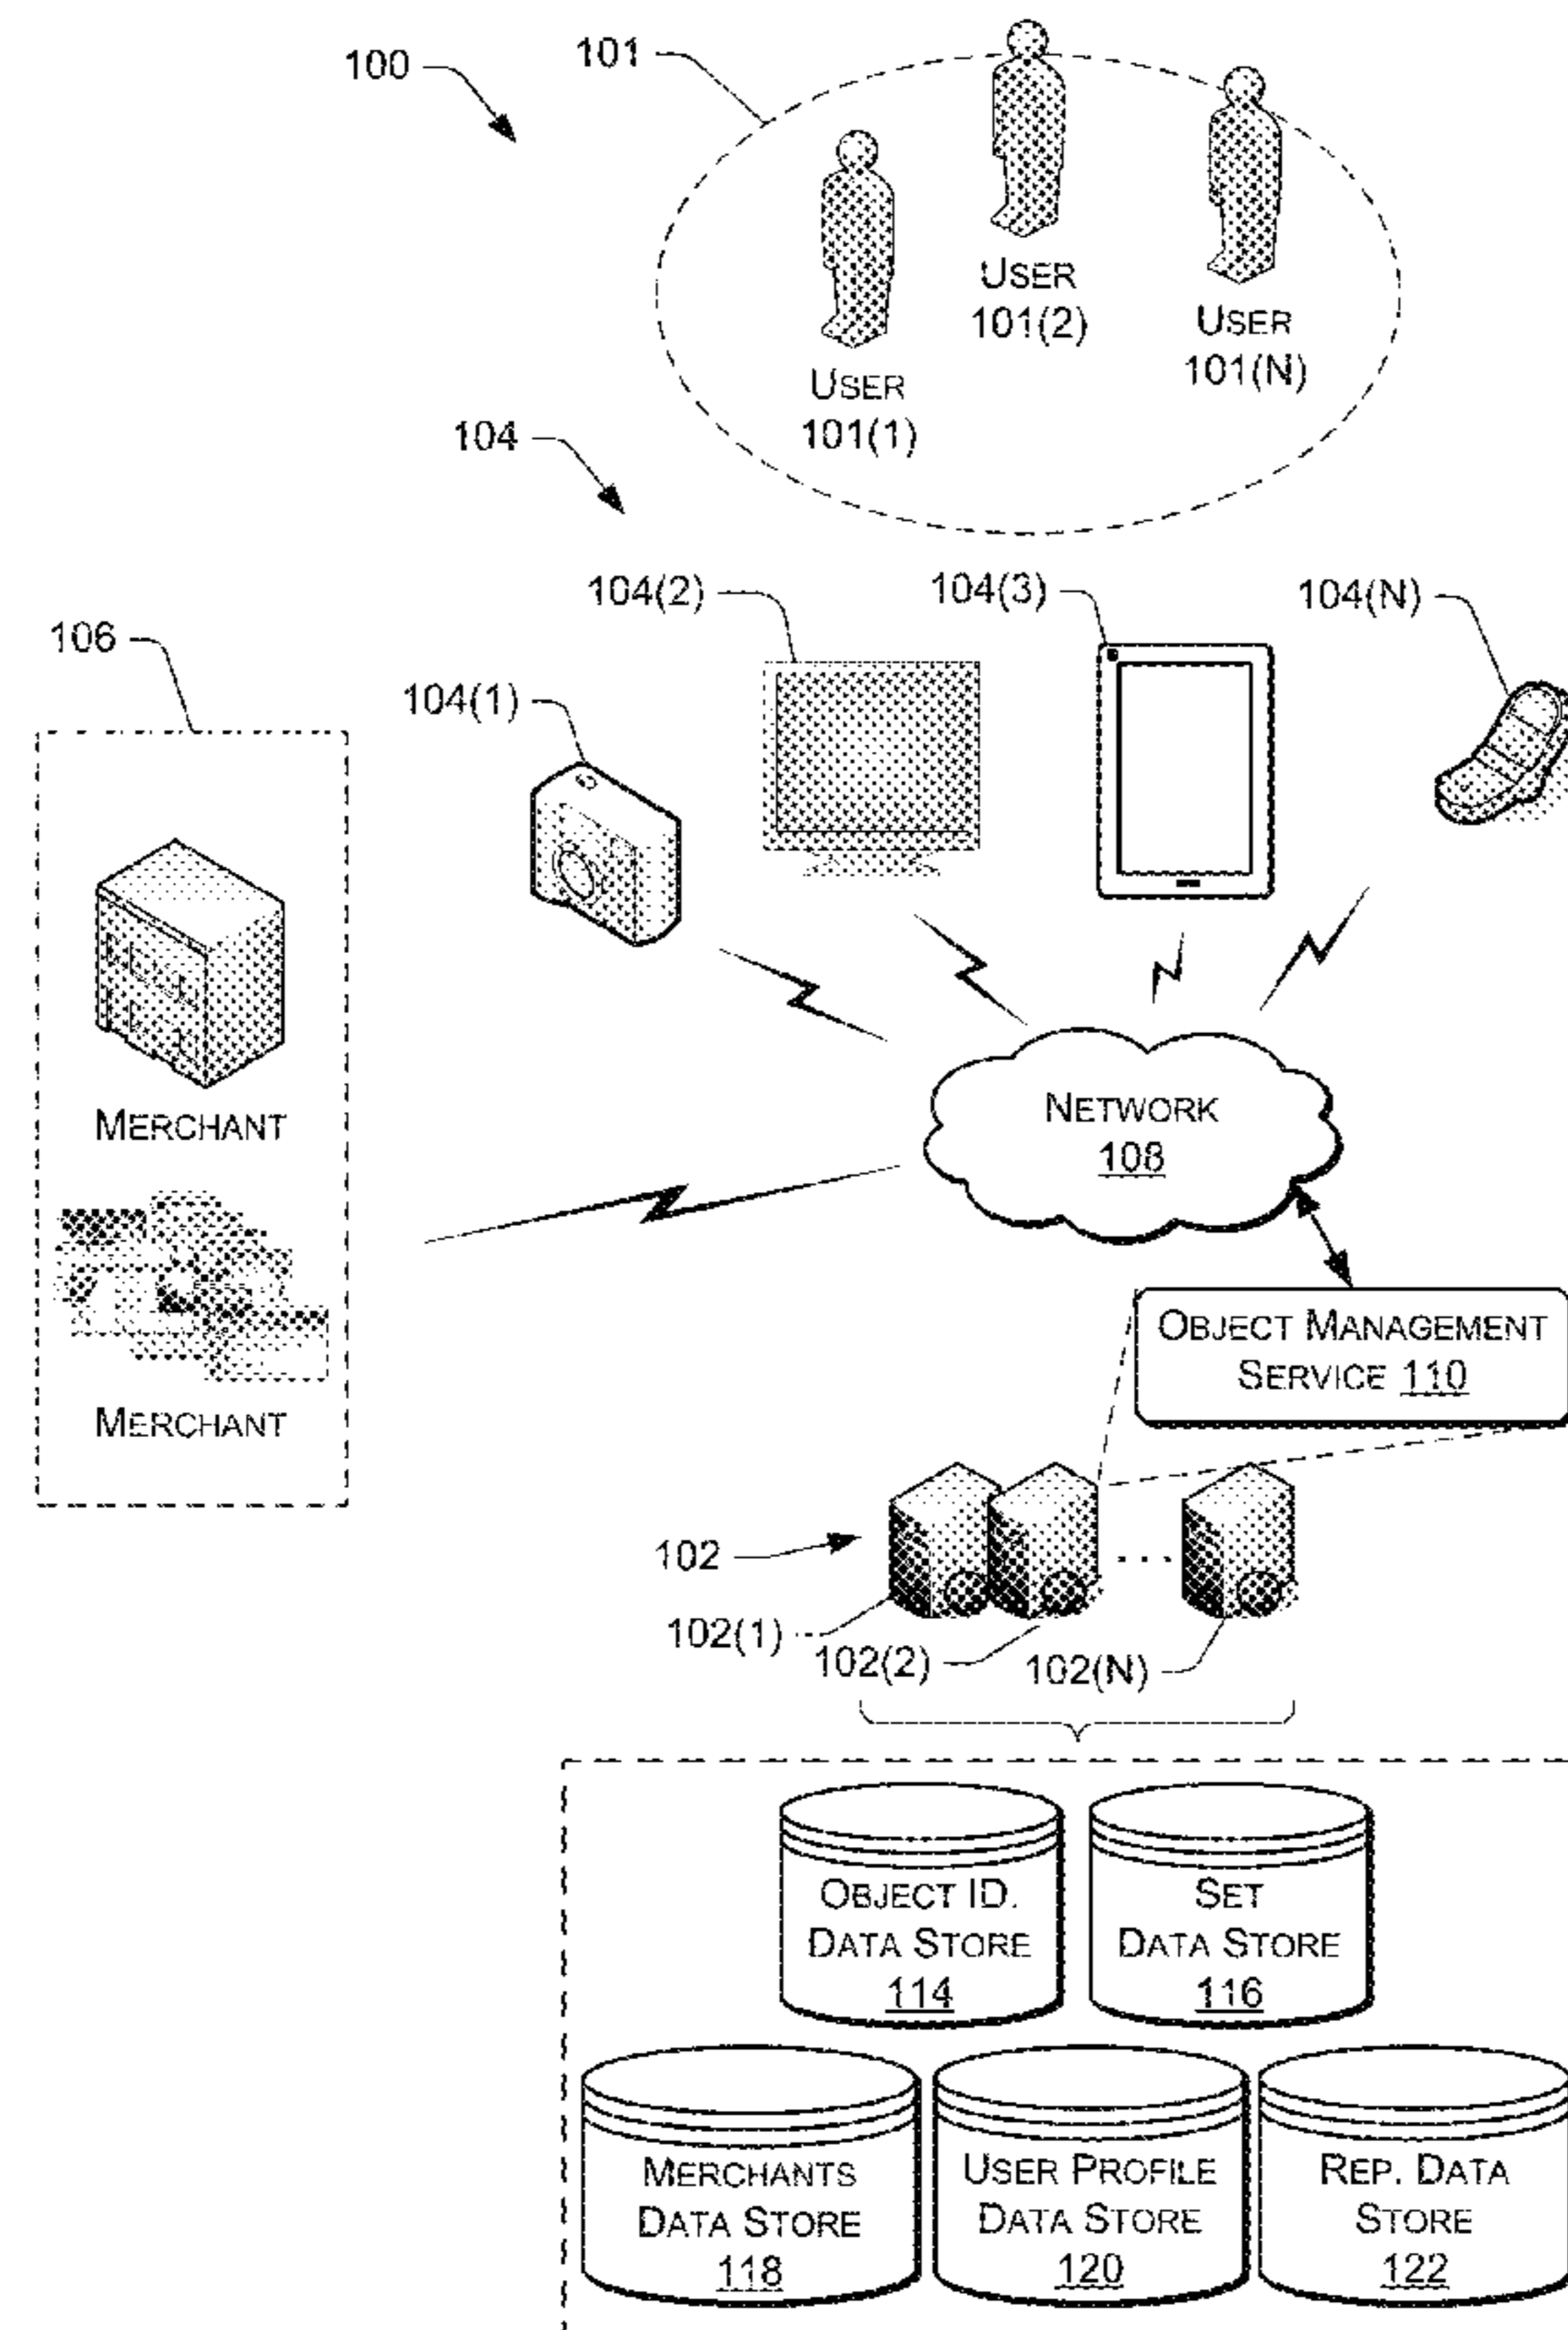 100
101
USER
101(2)
USER
101(N)
USER
101(1)
104
104(2)
104(3)
104(N)
106
104(1)
MERCHANT
NETWORK
108
MERCHANT
OBJECT MANAGEMENT
SERVICE 110
102
...
102(1)
102(2)
102(N)
OBJECT ID.
DATA STORE
114
SET
DATA STORE
116
MERCHANTS
DATA STORE
118
USER PROFILE
DATA STORE
120
REP. DATA
STORE
122